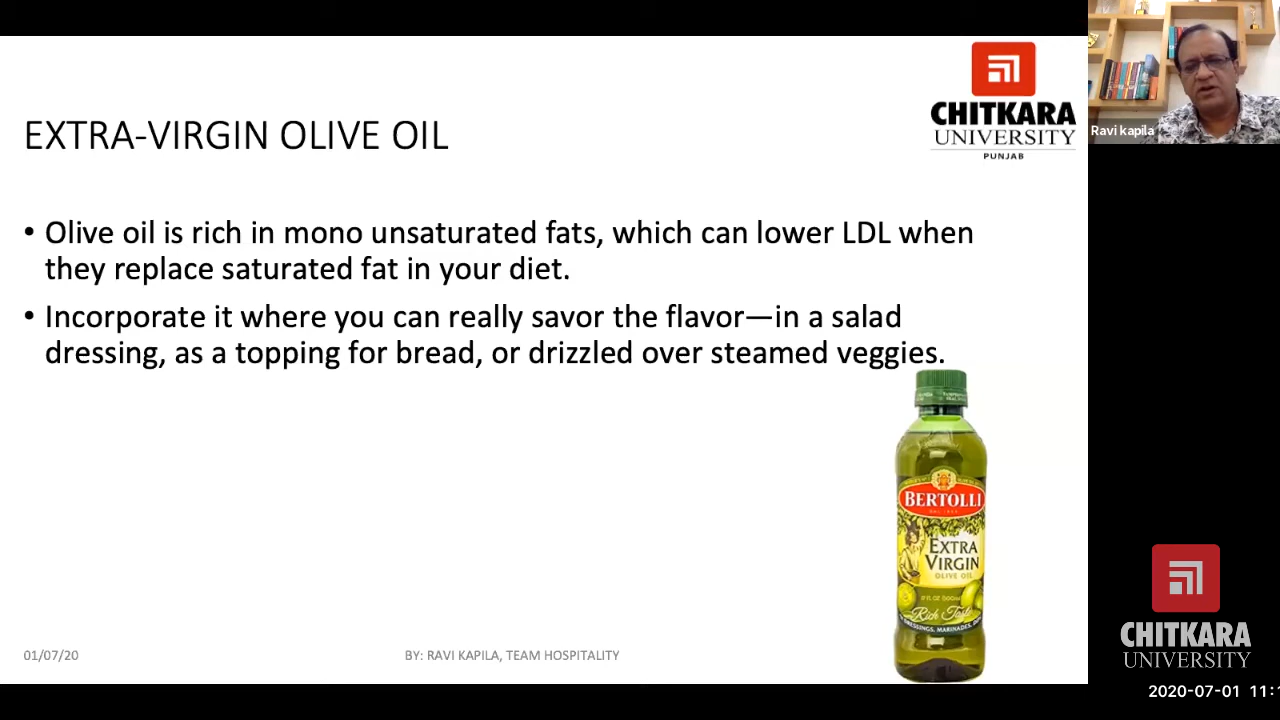 CHITKARA
UNIVERSITY
PUNJAB
Ravi kapila
EXTRA-VIRGIN OLIVE OIL
• Olive oil is rich in mono unsaturated fats, which can lower LDL when
they replace saturated fat in your diet.
• Incorporate it where you can really savor the flavor—in a salad
dressing, as a topping for bread, or drizzled over steamed veggies.
BERTOLLI
EXTRA
VIRGIN
OLIVE OIL
Rich Taste
01/07/20
BY: RAVI KAPILA, TEAM HOSPITALITY
CHITKARA
UNIVERSITY
2020-07-01 11: